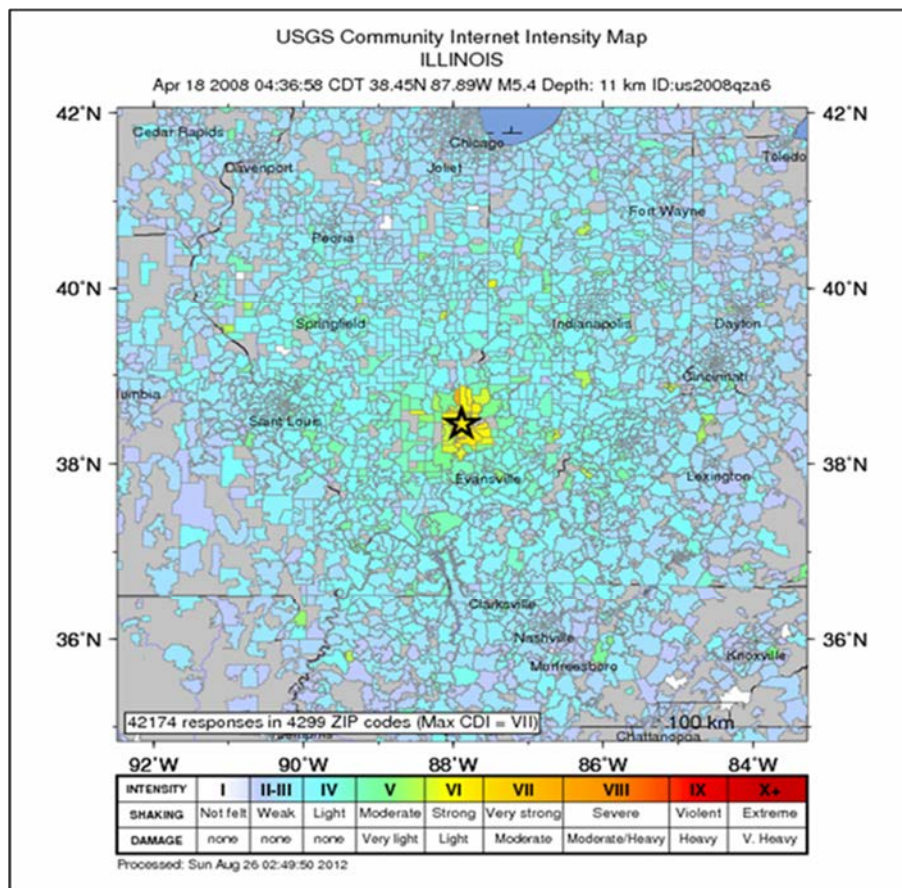 USGS Community Internet Intensity Map
ILLINOIS
Apr 18 2008 04:36:58 CDT 38.45N 87.89W M5.4 Depth: 11 km ID:us2008qza6
42˚N 42˚N
Cedar Rapids
Chicago
Toledo
Davenport Joliet
Fort Wayne
Peoria
40˚N 40˚N
Springfield Indianapolis Dayton
Cincinnati
lumbia
Saint Louis
38˚N 38˚N
Evansville Lexington
Clarksville
36˚N 36˚N
Nashville
Murfreesboro Knoxville
42174 responses in 4299 ZIP codes (Max CDI = VII) 100 km
Chattanooga
92˚W 90˚W 88˚W 86˚W 84˚W
INTENSITY I II-III IV V VI VII VIII IX X+
SHAKING Not felt Weak Light Moderate Strong Very strong Severe Violent Extreme
DAMAGE none none none Very light Light Moderate Moderate/Heavy Heavy V. Heavy
Processed: Sun Aug 26 02:49:50 2012